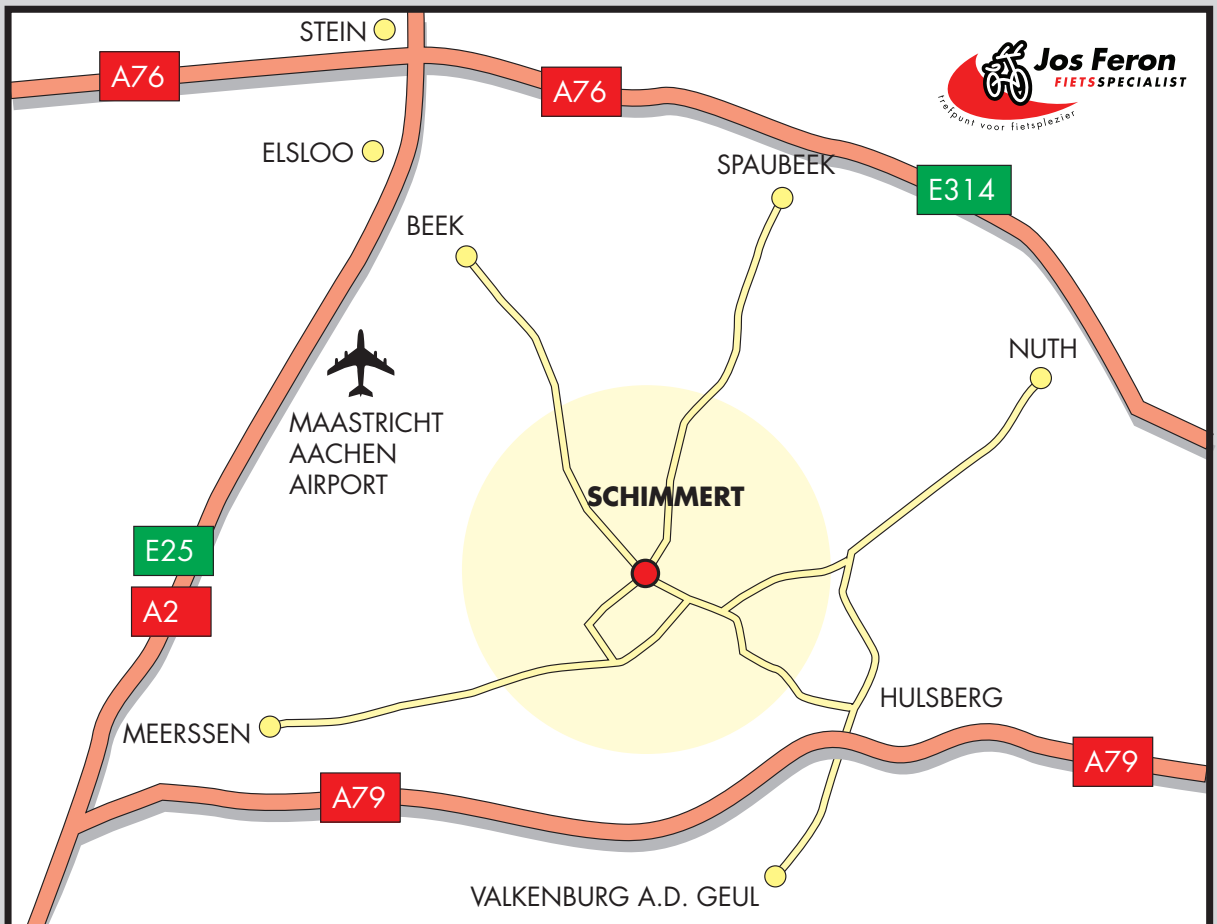 STEIN
A76
A76
Jos Feron
FIETSSPECIALIST
trefpunt voor fietsplezier
ELSLOO
SPAUBEEK
E314
BEEK
NUTH
MAASTRICHT
AACHEN
AIRPORT
SCHIMMERT
E25
A2
HULSBERG
MEERSSEN
A79
A79
VALKENBURG A.D. GEUL